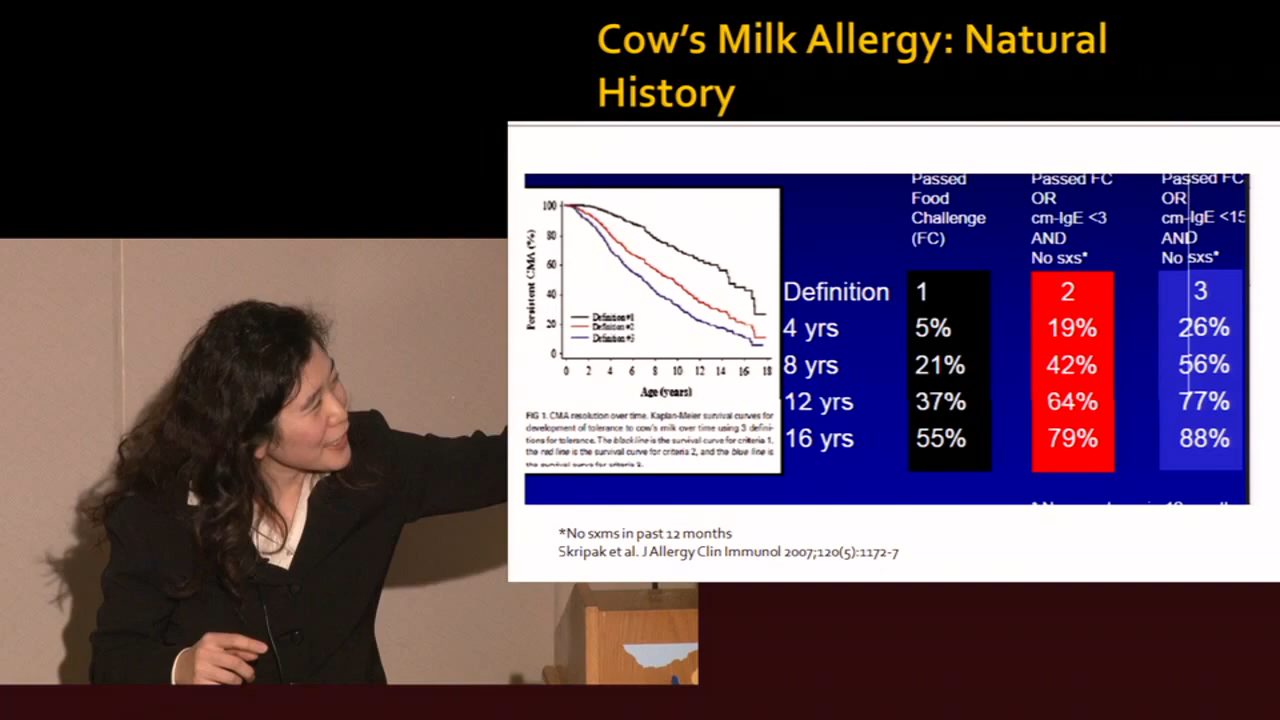 Cow's Milk Allergy: Natural
History
Persistent CMA (%)
100
80
60
40
20
0
Definition #1
Definition #2
Definition #3
0 2 4 6 8 10 12 14 16 18
Age (years)
FIG 1. CMA resolution over time. Kaplan-Meier survival curves for
development of tolerance to cow's milk over time using 3 defini-
tions for tolerance. The black line is the survival curve for criteria 1,
the red line is the survival curve for criteria 2, and the blue line is
the survival curve for criteria 3.
Passed
Food
Challenge
(FC)
Passed FC
OR
cm-IgE <3
AND
No sxs*
Passed FC
OR
cm-IgE <15
AND
No sxs*
Definition 1 2 3
4 yrs 5% 19% 26%
8 yrs 21% 42% 56%
12 yrs 37% 64% 77%
16 yrs 55% 79% 88%
*No sxms in past 12 months
Skripak et al. J Allergy Clin Immunol 2007;120(5):1172-7